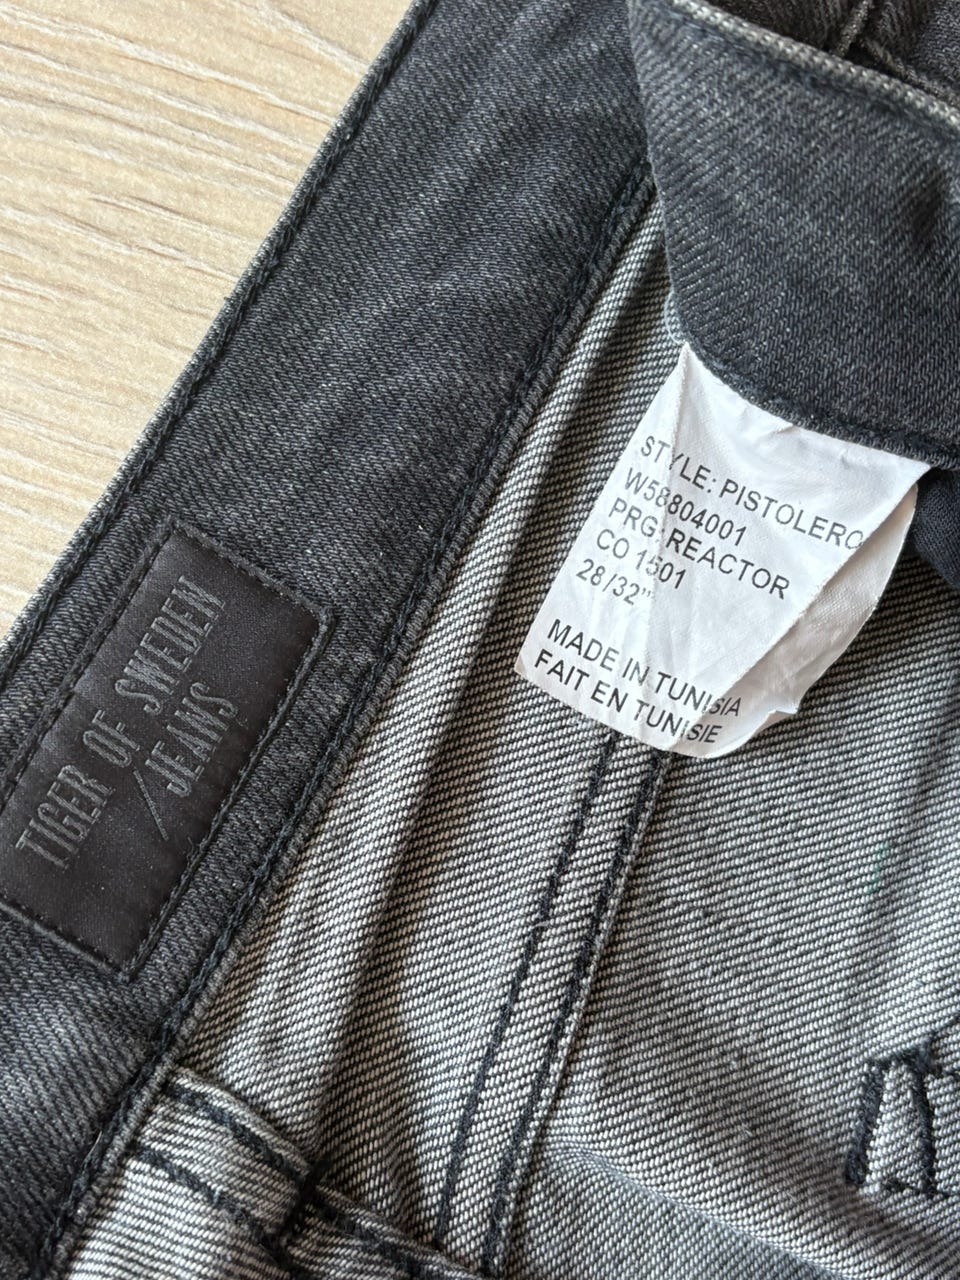 TIGER OF SWEDEN
/JEANS
STYLE: PISTOLERO
W58804001
PRG: REACTOR
CO 1501
28/32"
MADE IN TUNISIA
FAIT EN TUNISIE